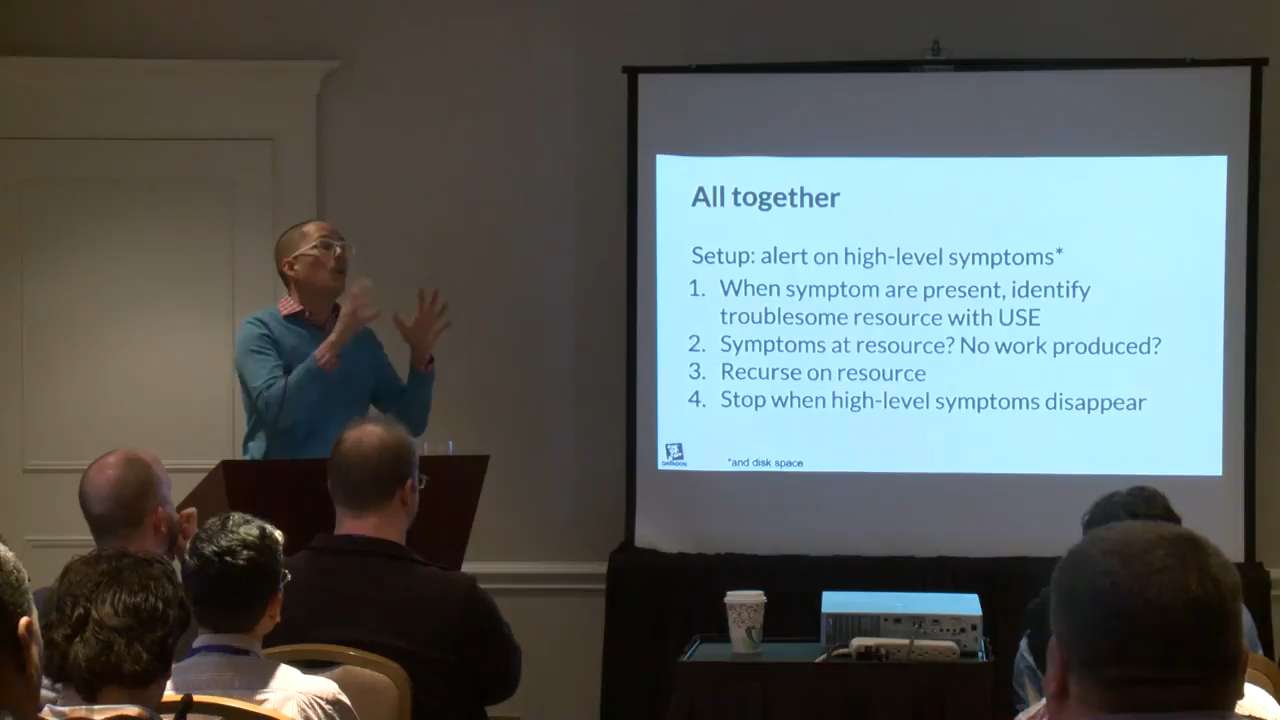 All together
Setup: alert on high-level symptoms*
1. When symptom are present, identify
troublesome resource with USE
2. Symptoms at resource? No work produced?
3. Recurse on resource
4. Stop when high-level symptoms disappear
DATADOG
*and disk space